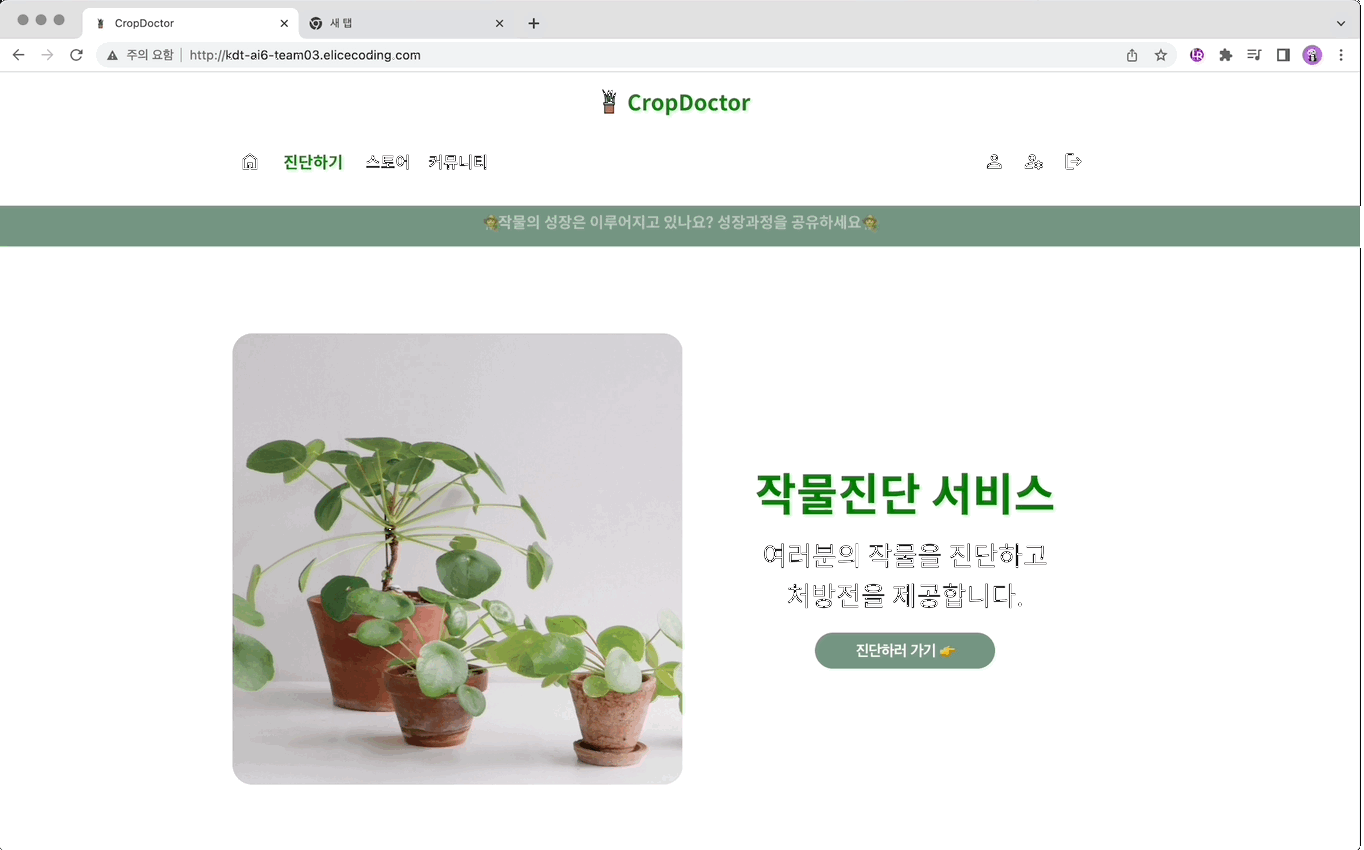 CropDoctor
새 탭
주의 요함 http://kdt-ai6-team03.elicecoding.com
CropDoctor
진단하기 스토어 커뮤니티
작물의 성장은 이루어지고 있나요? 성장과정을 공유하세요
작물진단 서비스
여러분의 작물을 진단하고
처방전을 제공합니다.
진단하러 가기 👉